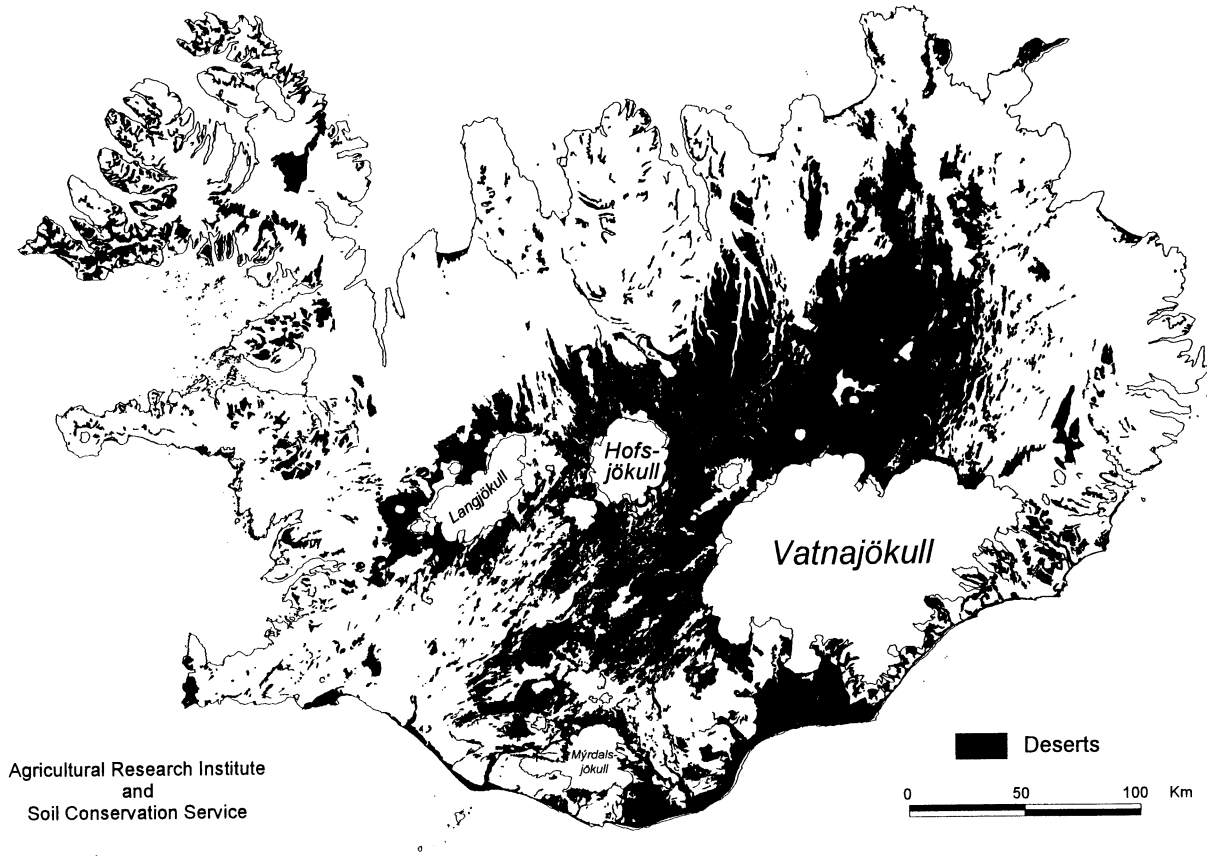 Hofs-
jökull
Langjökull
Vatnajökull
Mýrdals-
jökull
Deserts
0 50 100 Km
Agricultural Research Institute
and
Soil Conservation Service